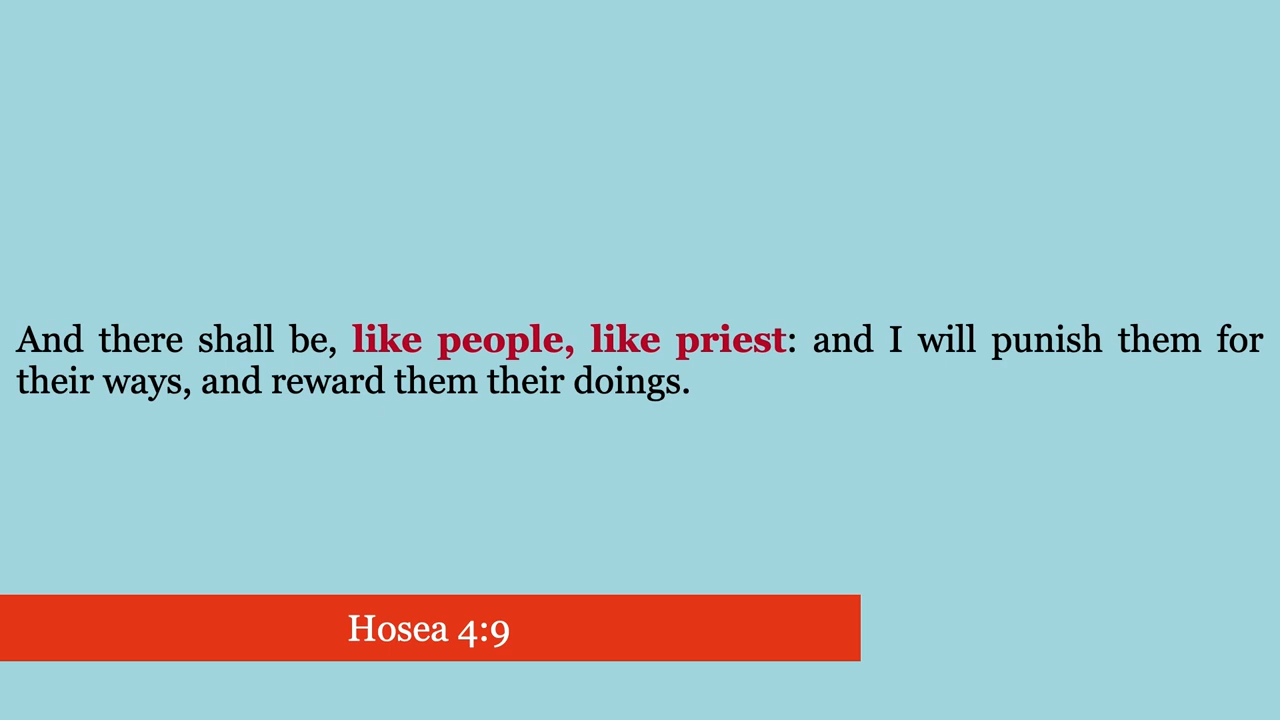 And there shall be, like people, like priest: and I will punish them for
their ways, and reward them their doings.
Hosea 4:9